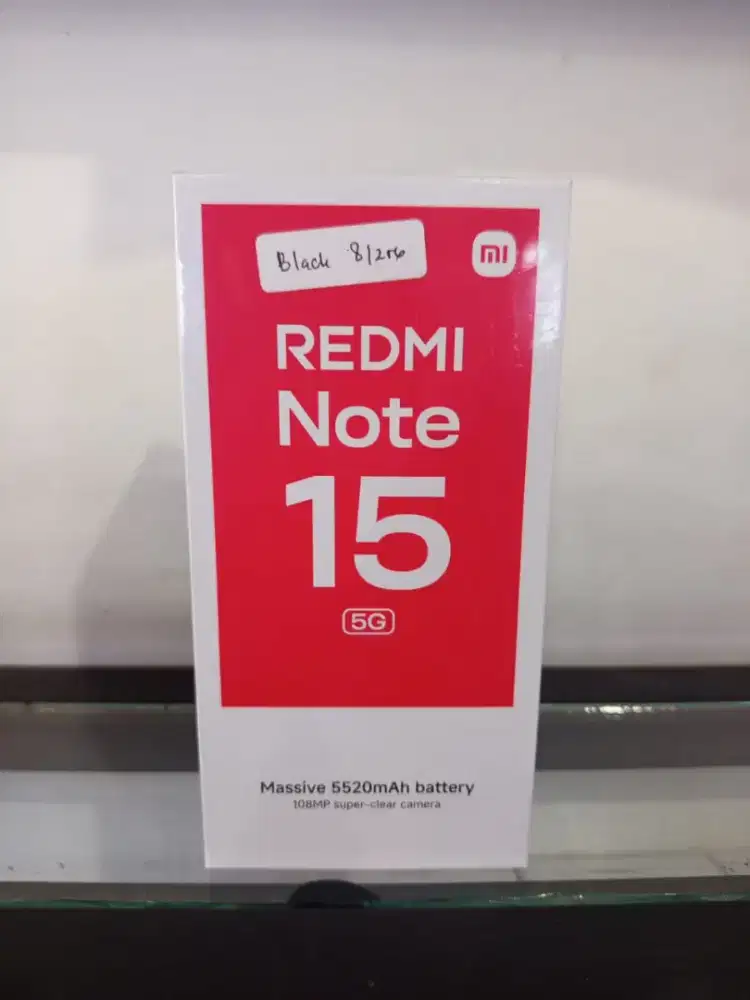 Black 8/256
mi
REDMI
Note
15
5G
Massive 5520mAh battery
108MP super-clear camera